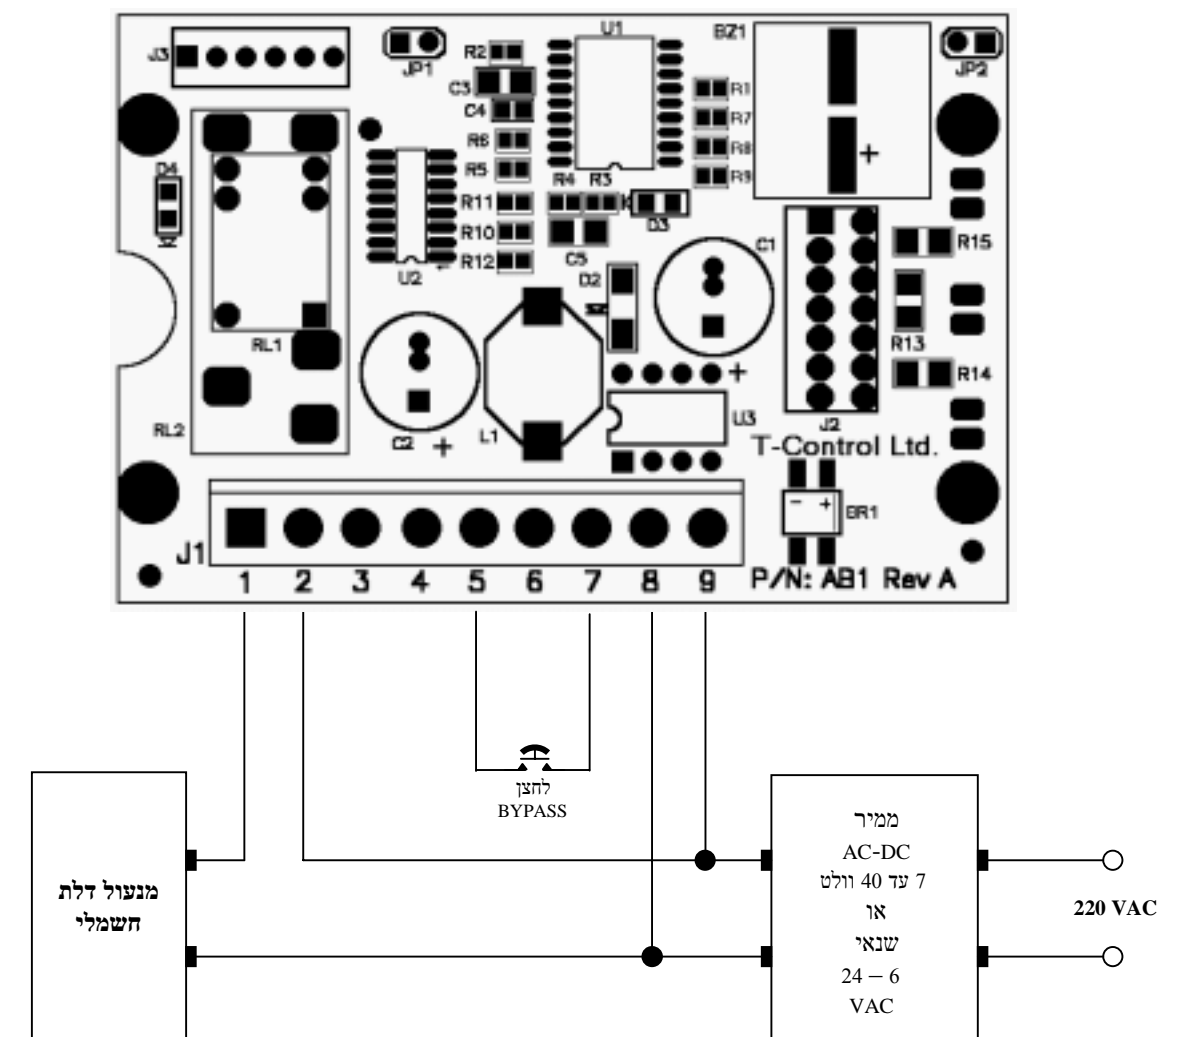 U1
BZ1
J3
JP1
R2
JP2
C3
R1
C4
R7
R6
R8
+
D4
R5
R9
R4 R3
R11
D3
R10
C1
R15
C5
R12
U2
D2
RL1
R13
+
R14
RL2
C2 +
L1
U3
J2
T-Control Ltd.
- +
BR1
J1
1 2 3 4 5 6 7 8 9
P/N: AB1 Rev A
לחצן
BYPASS
ממיר
AC-DC
7 עד 40 וולט
או
שנאי
24 – 6
VAC
מנעול דלת
חשמלי
220 VAC